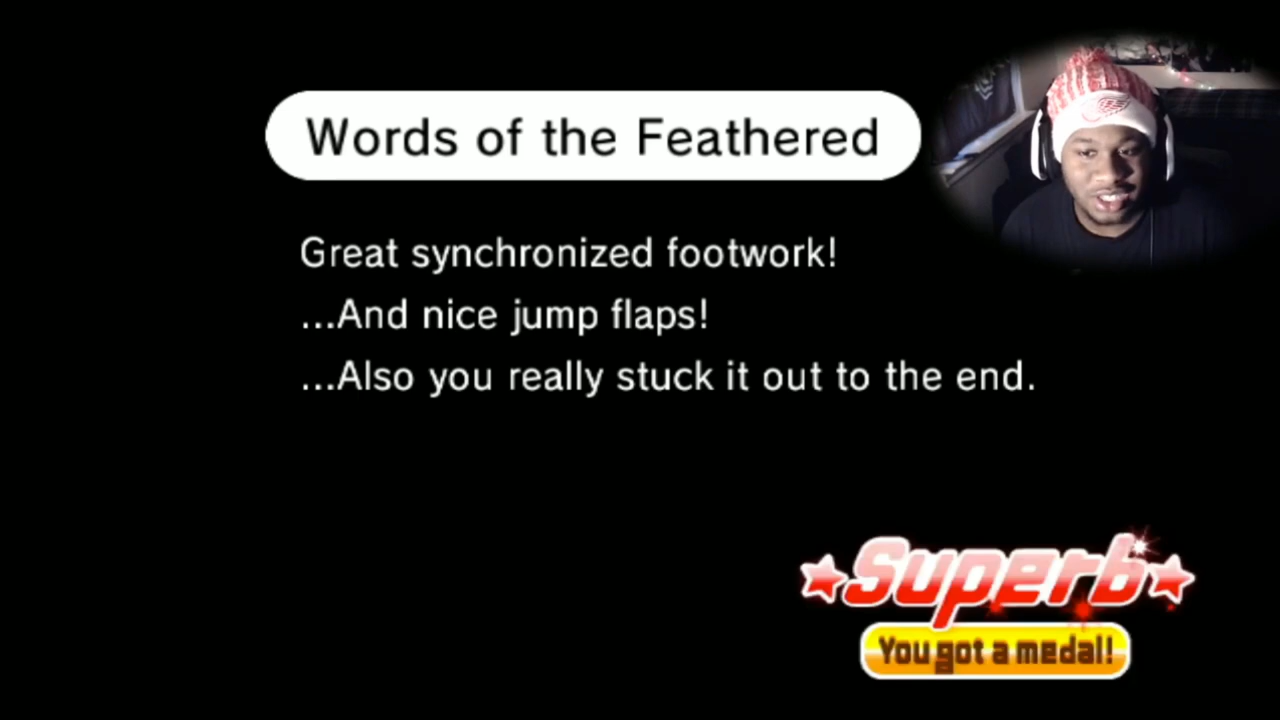 Words of the Feathered
Great synchronized footwork!
...And nice jump flaps!
...Also you really stuck it out to the end.
Superb
You got a medal!